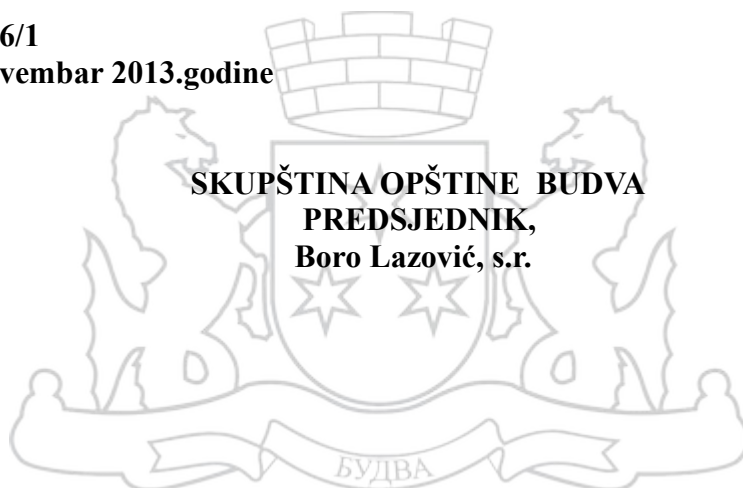 6/1
vembar 2013.godine
SKUPŠTINA OPŠTINE BUDVA
PREDSJEDNIK,
Boro Lazović, s.r.
БУДВА